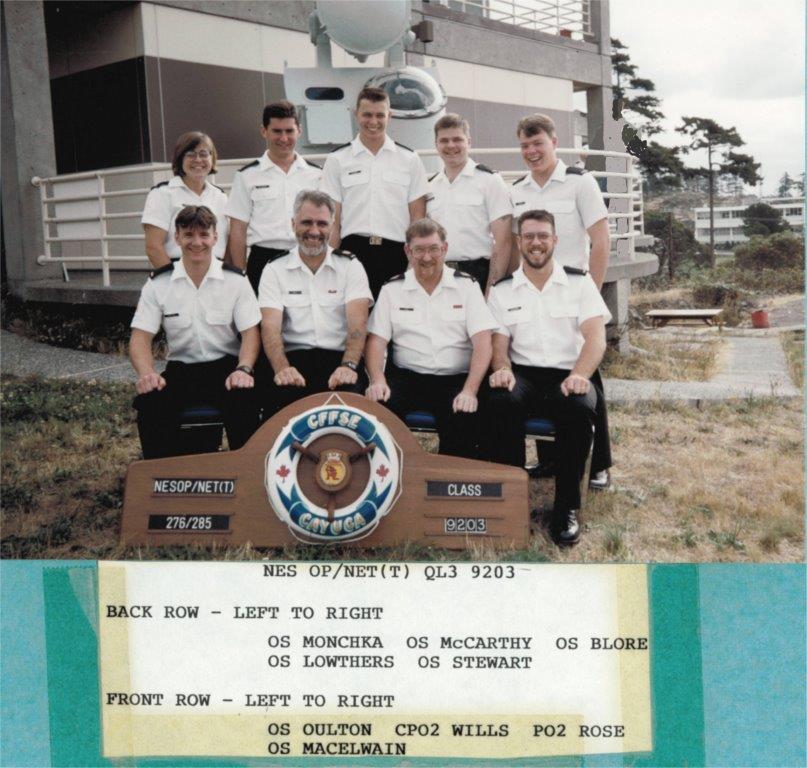 CFFSE
NESOP/NET(T)
CLASS
276/285
9203
CAYUGA
NES OP/NET(T) QL3 9203
BACK ROW - LEFT TO RIGHT
OS MONCHKA OS McCARTHY OS BLORE
OS LOWTHERS OS STEWART
FRONT ROW - LEFT TO RIGHT
OS OULTON CPO2 WILLS PO2 ROSE
OS MACELWAIN